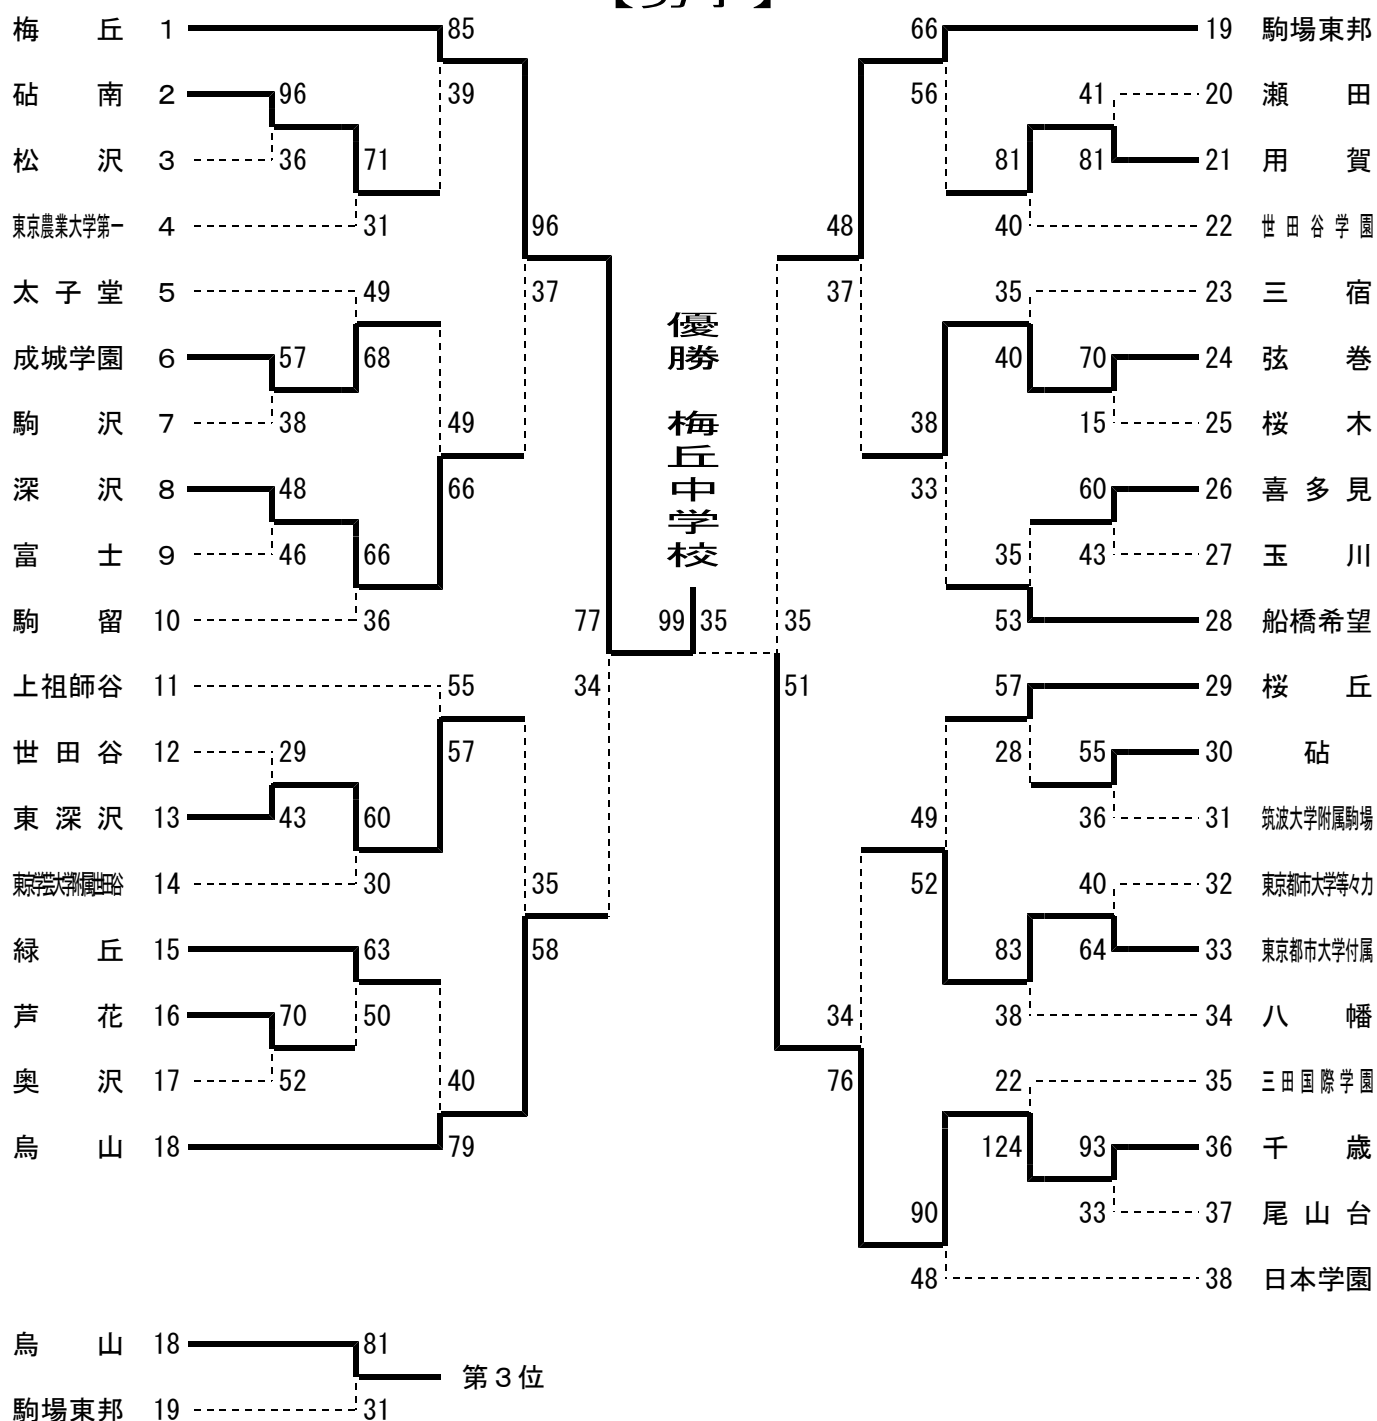 【男子】
梅丘 1 85 66 19 駒場東邦
砧南 2 96 39 56 41 20 瀬田
松沢 3 36 71 81 81 21 用賀
東京農業大学第一 4 31 96 48 40 22 世田谷学園
太子堂 5 49 37 37 35 23 三宿
成城学園 6 57 68 40 70 24 弦巻
駒沢 7 38 49 38 15 25 桜木
深沢 8 48 66 33 60 26 喜多見
富士 9 46 66 35 43 27 玉川
優勝 梅丘中学校
駒留 10 36 77 99 35 35 53 28 船橋希望
上祖師谷 11 55 34 51 57 29 桜丘
世田谷 12 29 57 28 55 30 砧
東深沢 13 43 60 49 36 31 筑波大学附属駒場
東京学芸大学附属世田谷 14 30 35 52 40 32 東京都市大学等々力
緑丘 15 63 58 83 64 33 東京都市大学付属
芦花 16 70 50 34 38 34 八幡
奥沢 17 52 40 76 22 35 三田国際学園
烏山 18 79 124 93 36 千歳
90 33 37 尾山台
48 38 日本学園
烏山 18 81
第3位
駒場東邦 19 31